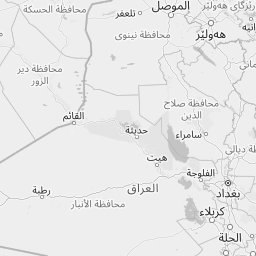 محافظة الحسكة
الموصل
تلعفر
هەولێر
محافظة نينوى
هەولێر
محافظة دير
الزور
محافظة صلاح
الدين
القائم
حديثة
سامراء
هيت
الفلوجة
العراق
رطبة
بغداد
محافظة الأنبار
كربلاء
الحلة